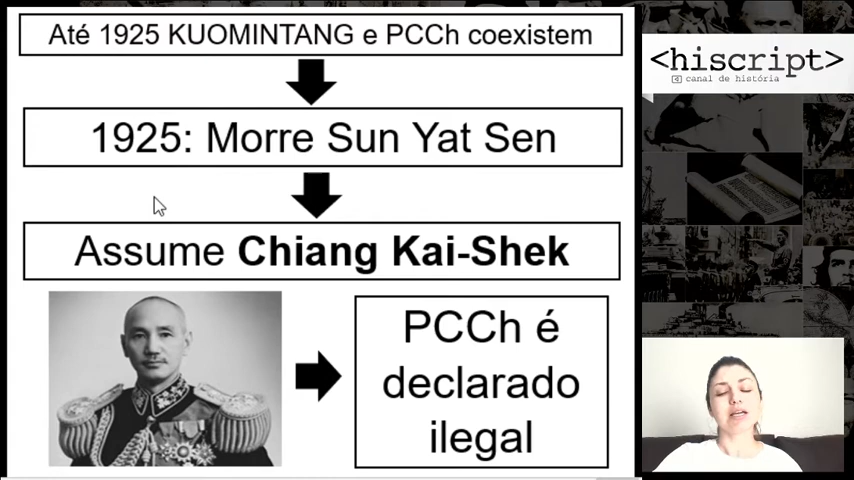 Até 1925 KUOMINTANG e PCCh coexistem
<hiscript>
canal de história
1925: Morre Sun Yat Sen
Assume Chiang Kai-Shek
PCCh é
declarado
ilegal